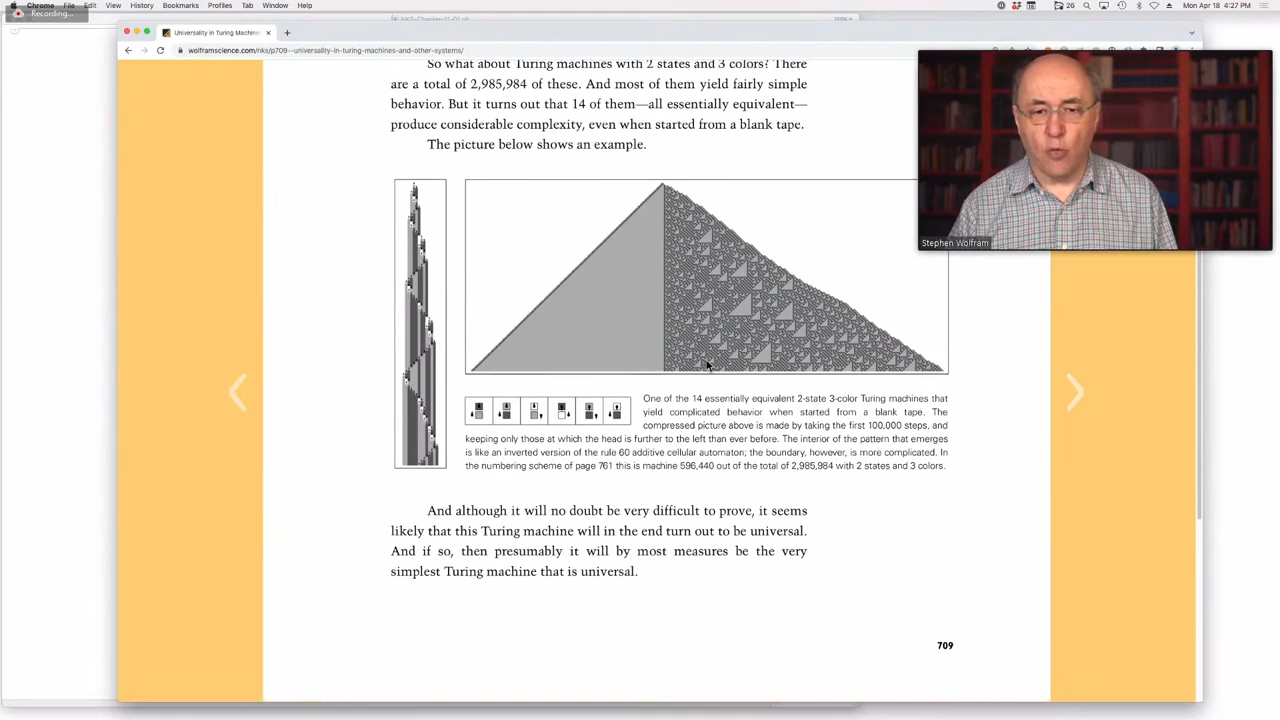 Chrome File Edit View History Bookmarks Profiles Tab Window Help
26 Mon Apr 18 4:27 PM
Recording...
Universality in Turing Machine
wolframscience.com/nks/p709--universality-in-turing-machines-and-other-systems/
So what about Turing machines with 2 states and 3 colors? There
are a total of 2,985,984 of these. And most of them yield fairly simple
behavior. But it turns out that 14 of them—all essentially equivalent—
produce considerable complexity, even when started from a blank tape.
The picture below shows an example.
Stephen Wolfram
One of the 14 essentially equivalent 2-state 3-color Turing machines that
yield complicated behavior when started from a blank tape. The
compressed picture above is made by taking the first 100,000 steps, and
keeping only those at which the head is further to the left than ever before. The interior of the pattern that emerges
is like an inverted version of the rule 60 additive cellular automaton; the boundary, however, is more complicated. In
the numbering scheme of page 761 this is machine 596,440 out of the total of 2,985,984 with 2 states and 3 colors.
And although it will no doubt be very difficult to prove, it seems
likely that this Turing machine will in the end turn out to be universal.
And if so, then presumably it will by most measures be the very
simplest Turing machine that is universal.
709